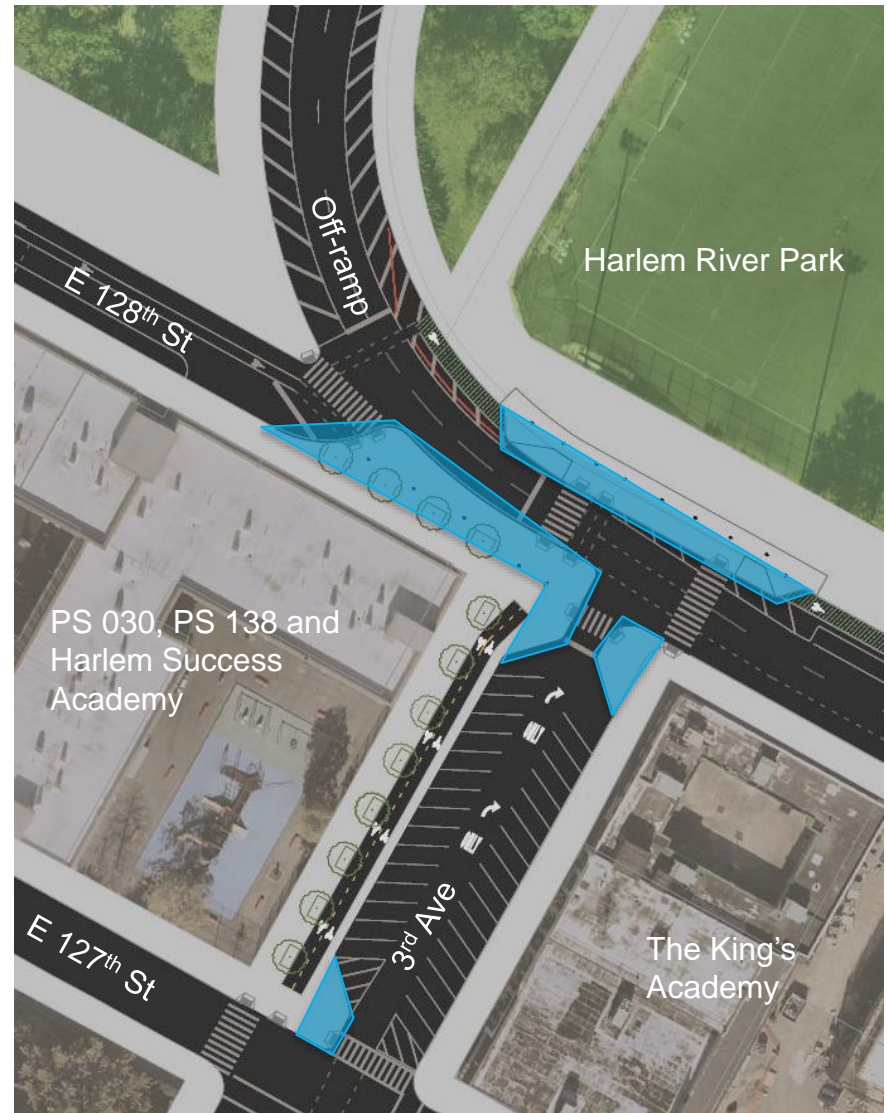 Off-ramp
Harlem River Park
E 128th St
PS 030, PS 138 and
Harlem Success
Academy
3rd Ave
E 127th St
The King's
Academy